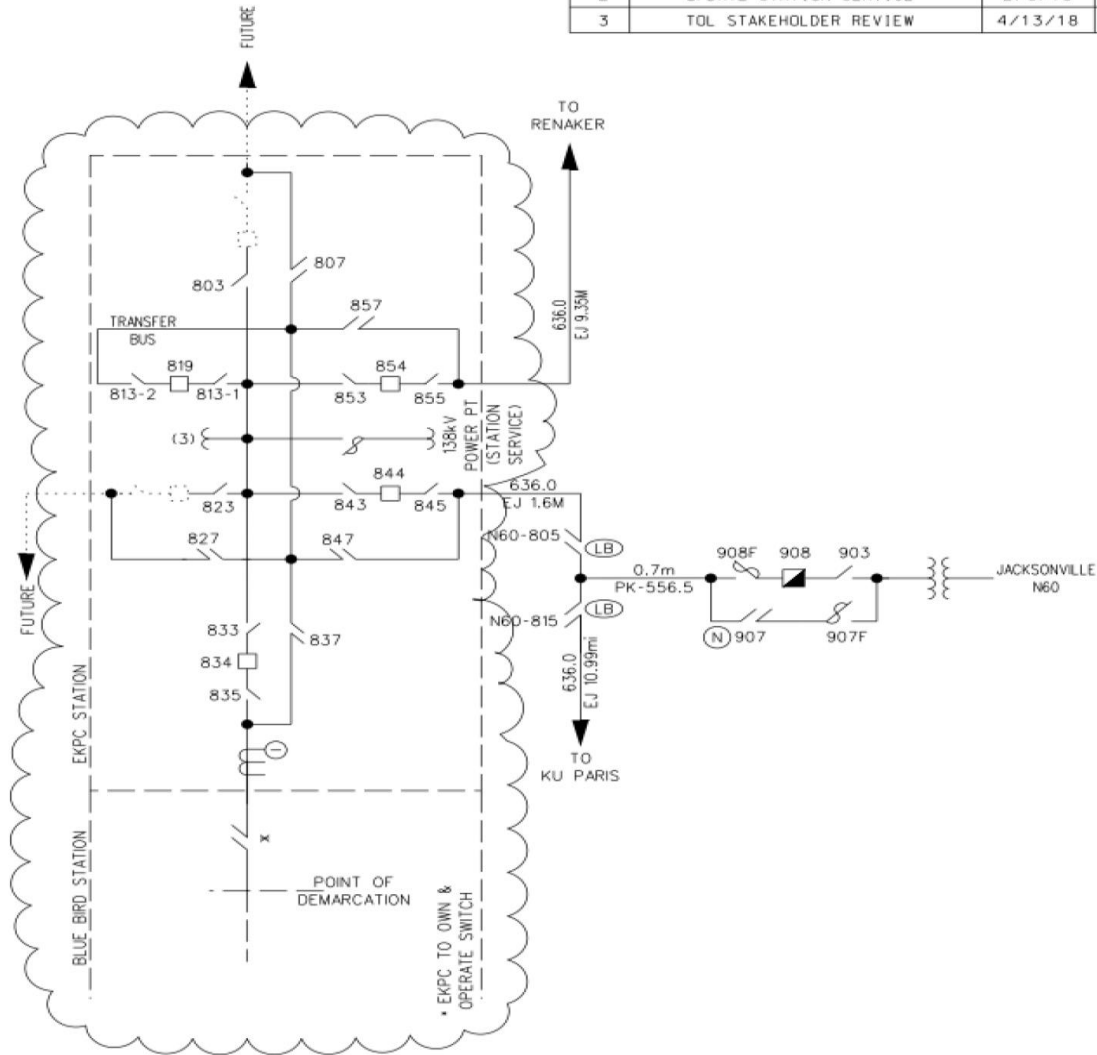 3 TOL STAKEHOLDER REVIEW 4/13/18
FUTURE
TO
RENAKER
636.0
EJ 9.35M
807
803
857
TRANSFER
BUS
819
854
813-2
813-1
853
855
(3)
138kV
POWER PT
(STATION
SERVICE)
844
823
843
845
636.0
EJ 1.6M
827
847
N60-805
LB
FUTURE
0.7m
PK-556.5
908F
908
903
JACKSONVILLE
N60
N60-815
LB
N
907
907F
833
837
834
835
636.0
EJ 10.99mi
TO
KU PARIS
EKPC STATION
I
*
POINT OF
DEMARCATION
BLUE BIRD STATION
* EKPC TO OWN &
OPERATE SWITCH